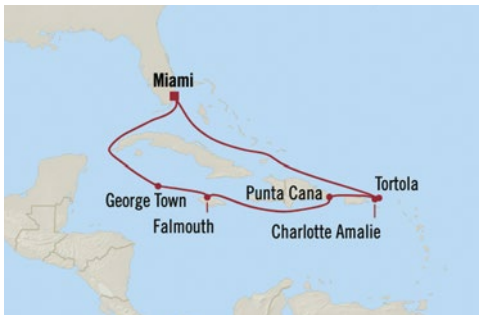 Miami
Tortola
Punta Cana
George Town
Falmouth
Charlotte Amalie